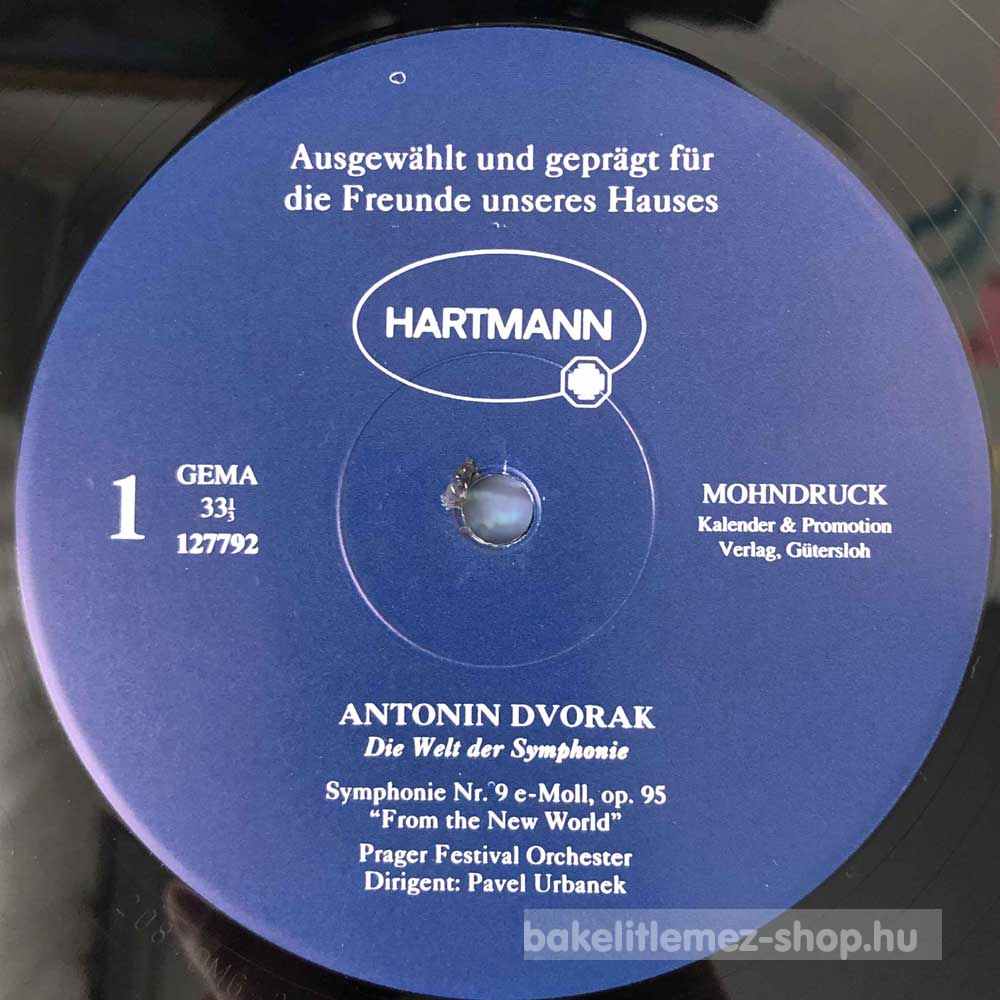 Ausgewählt und geprägt für
die Freunde unseres Hauses
HARTMANN
1
GEMA
33⅓
127792
MOHNDRUCK
Kalender & Promotion
Verlag, Gütersloh
ANTONIN DVORAK
Die Welt der Symphonie
Symphonie Nr. 9 e-Moll, op. 95
“From the New World”
Prager Festival Orchester
Dirigent: Pavel Urbanek
bakelitlemez-shop.hu